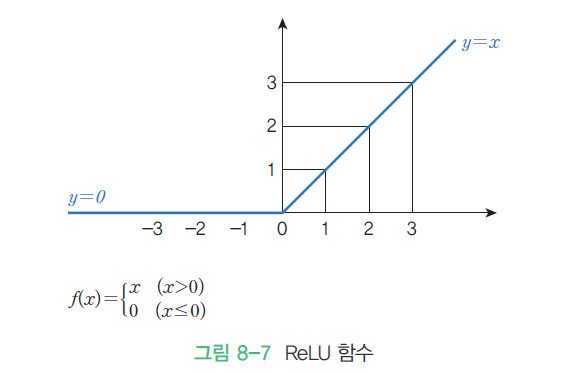 y=x
3
2
1
y=0
−3 −2 −1 0 1 2 3
f(x)={x (x>0)
0 (x≤0)
그림 8-7 ReLU 함수